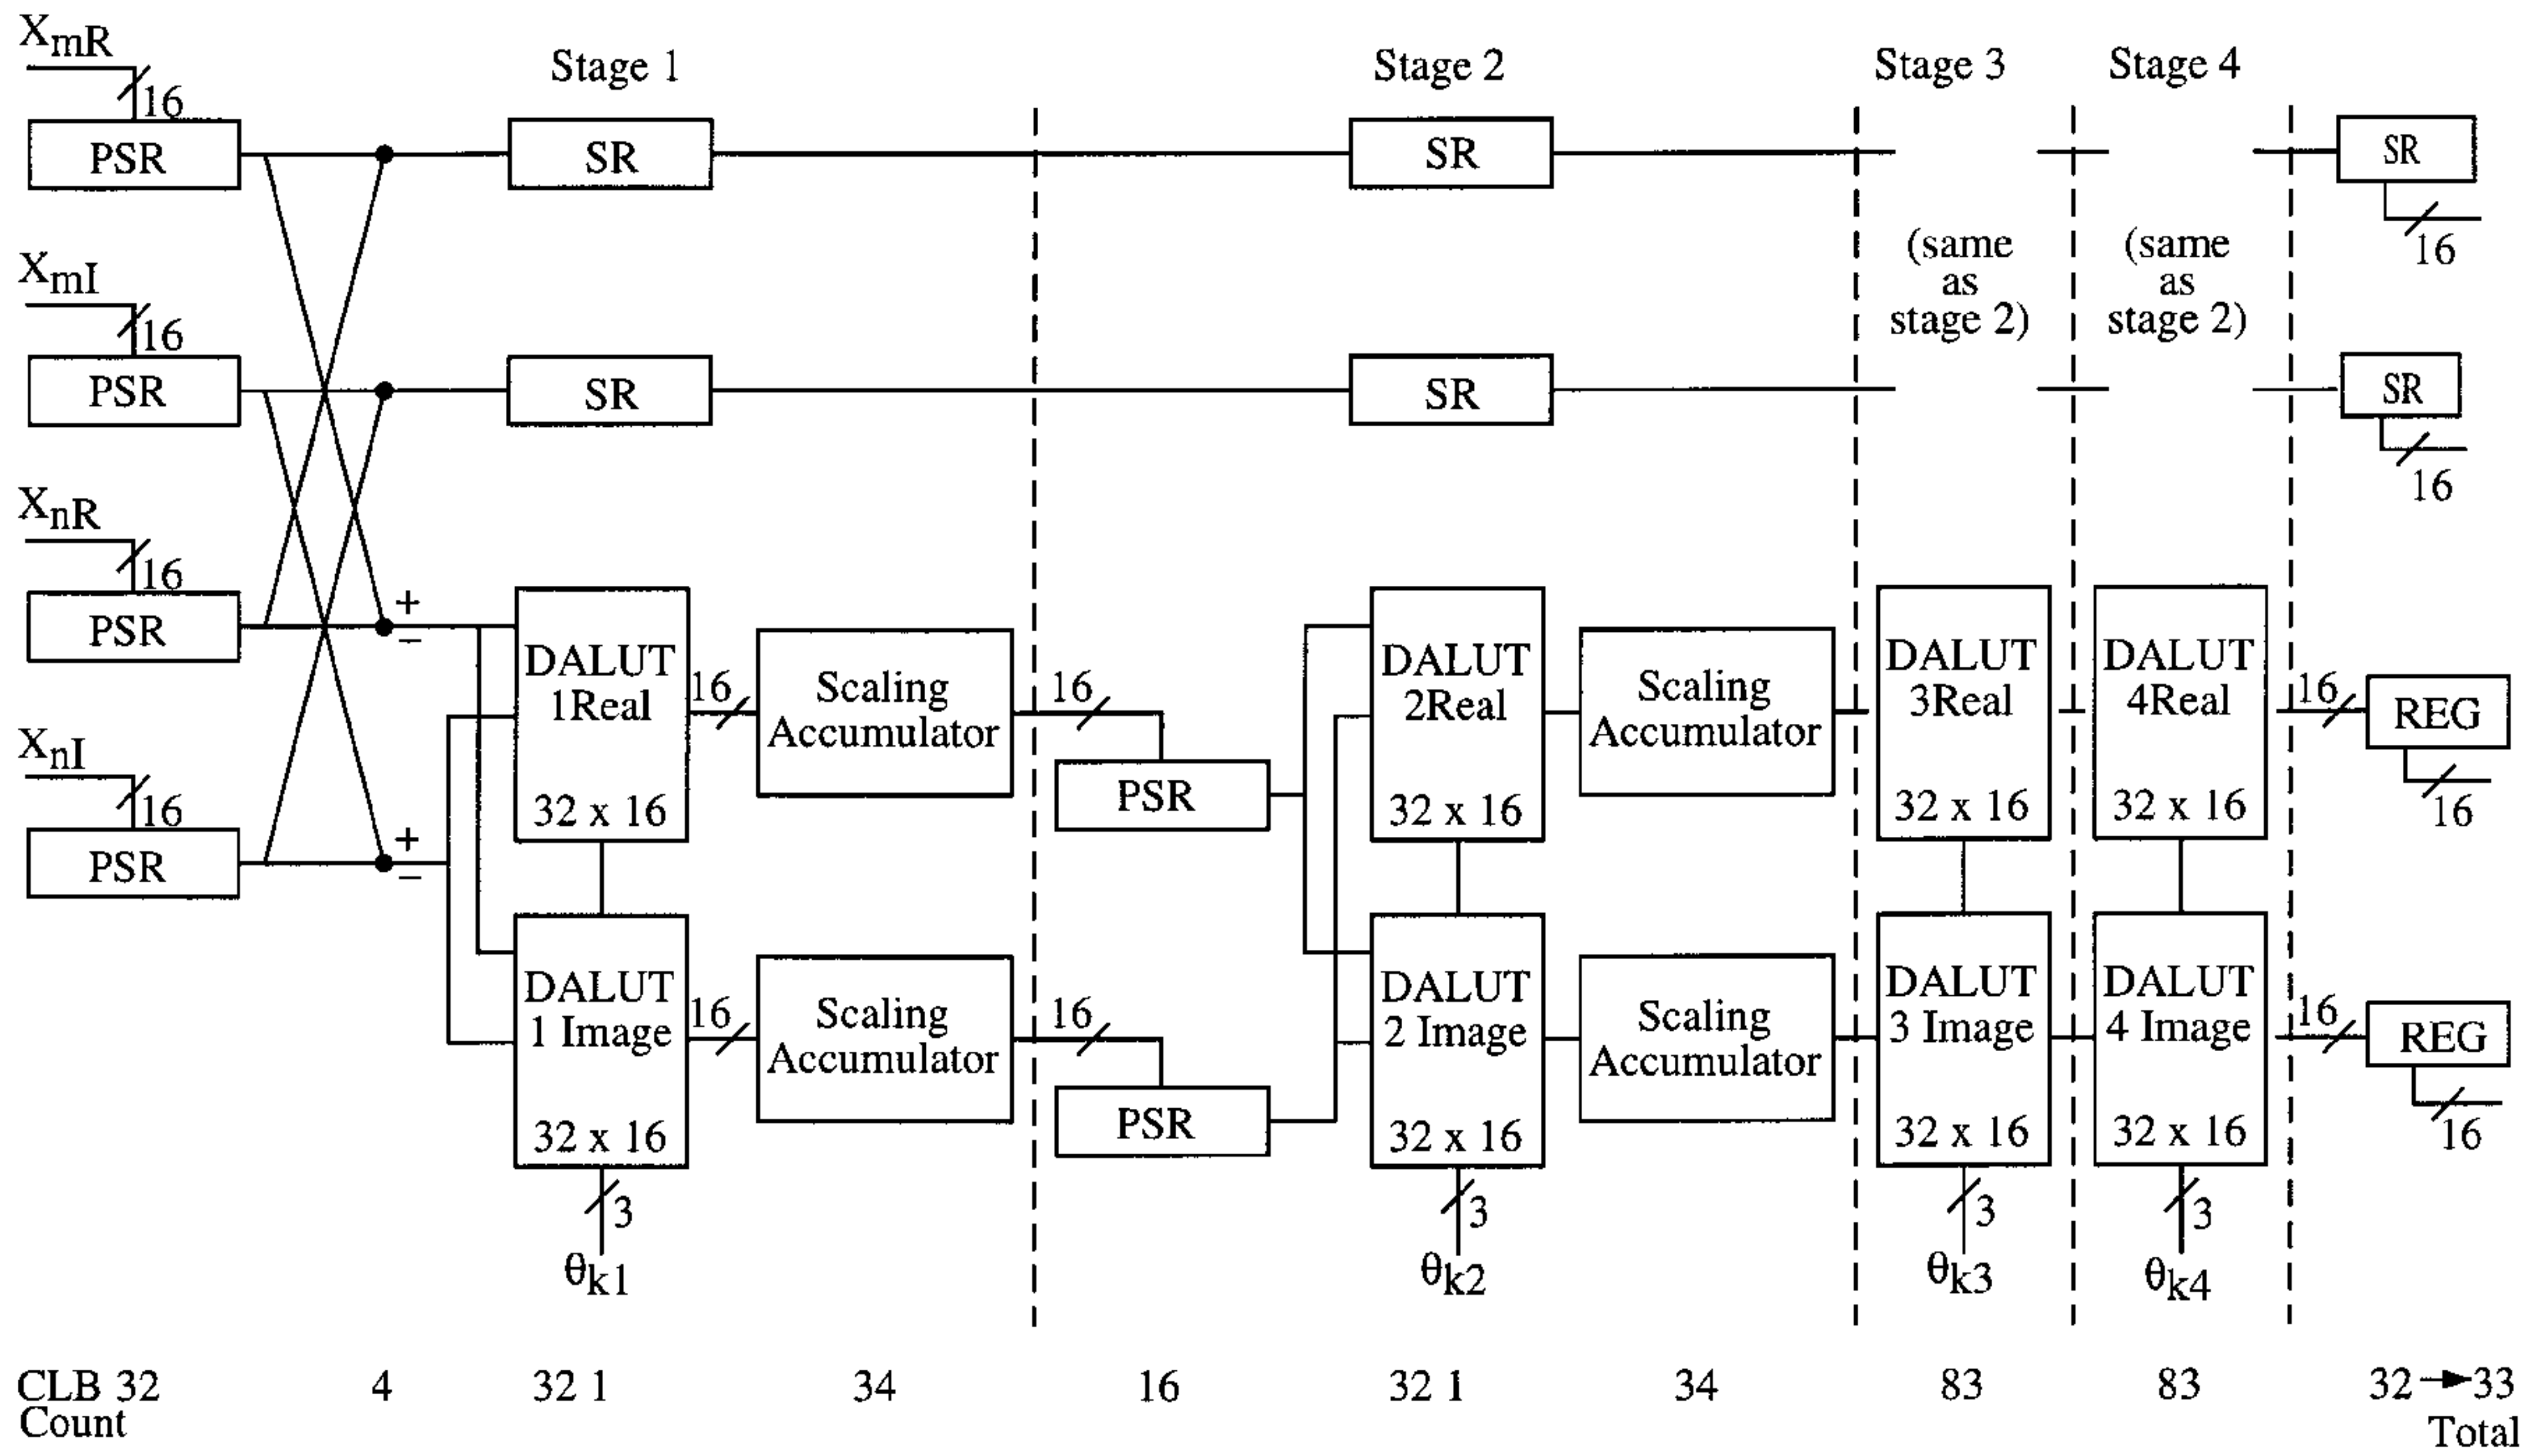 XmR
16
PSR
Stage 1
SR
Stage 2
SR
Stage 3
Stage 4
SR
16
XmI
16
PSR
SR
SR
(same
as
stage 2)
(same
as
stage 2)
SR
16
XnR
16
PSR
+
−
DALUT
1Real
32 x 16
16
Scaling
Accumulator
16
PSR
DALUT
2Real
32 x 16
Scaling
Accumulator
DALUT
3Real
32 x 16
DALUT
4Real
32 x 16
16
REG
16
XnI
16
PSR
+
−
DALUT
1 Image
32 x 16
16
Scaling
Accumulator
16
PSR
DALUT
2 Image
32 x 16
Scaling
Accumulator
DALUT
3 Image
32 x 16
DALUT
4 Image
32 x 16
16
REG
16
3
θk1
3
θk2
3
θk3
3
θk4
CLB 32 4 32 1 34 16 32 1 34 83 83 32→33
Count Total